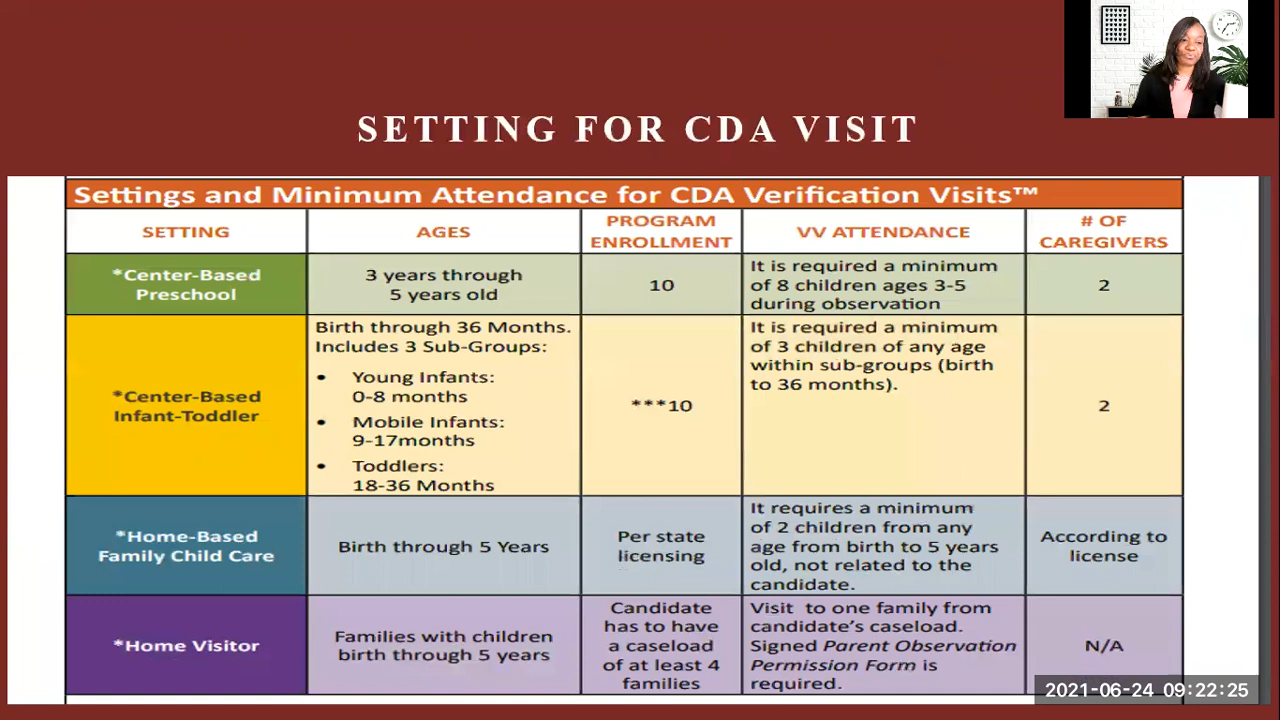 SETTING FOR CDA VISIT
Settings and Minimum Attendance for CDA Verification Visits™
SETTING
AGES
PROGRAM
ENROLLMENT
VV ATTENDANCE
# OF
CAREGIVERS
*Center-Based
Preschool
3 years through
5 years old
10
It is required a minimum
of 8 children ages 3-5
during observation
2
*Center-Based
Infant-Toddler
Birth through 36 Months.
Includes 3 Sub-Groups:
• Young Infants:
0-8 months
• Mobile Infants:
9-17months
• Toddlers:
18-36 Months
***10
It is required a minimum
of 3 children of any age
within sub-groups (birth
to 36 months).
2
*Home-Based
Family Child Care
Birth through 5 Years
Per state
licensing
It requires a minimum
of 2 children from any
age from birth to 5 years
old, not related to the
candidate.
According to
license
*Home Visitor
Families with children
birth through 5 years
Candidate
has to have
a caseload
of at least 4
families
Visit to one family from
candidate's caseload.
Signed Parent Observation
Permission Form is
required.
N/A
2021-06-24 09:22:25